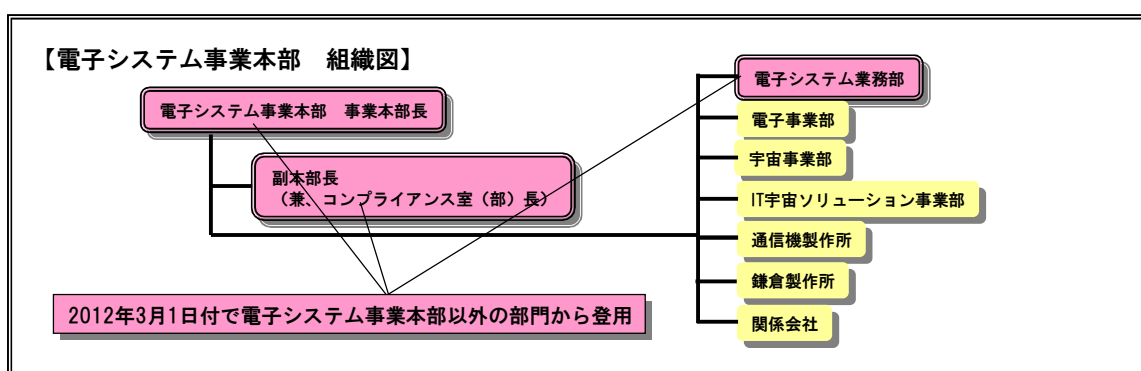 【電子システム事業本部　組織図】
電子システム事業本部　事業本部長
副本部長
（兼、コンプライアンス室（部）長）
2012年3月1日付で電子システム事業本部以外の部門から登用
電子システム業務部
電子事業部
宇宙事業部
IT宇宙ソリューション事業部
通信機製作所
鎌倉製作所
関係会社